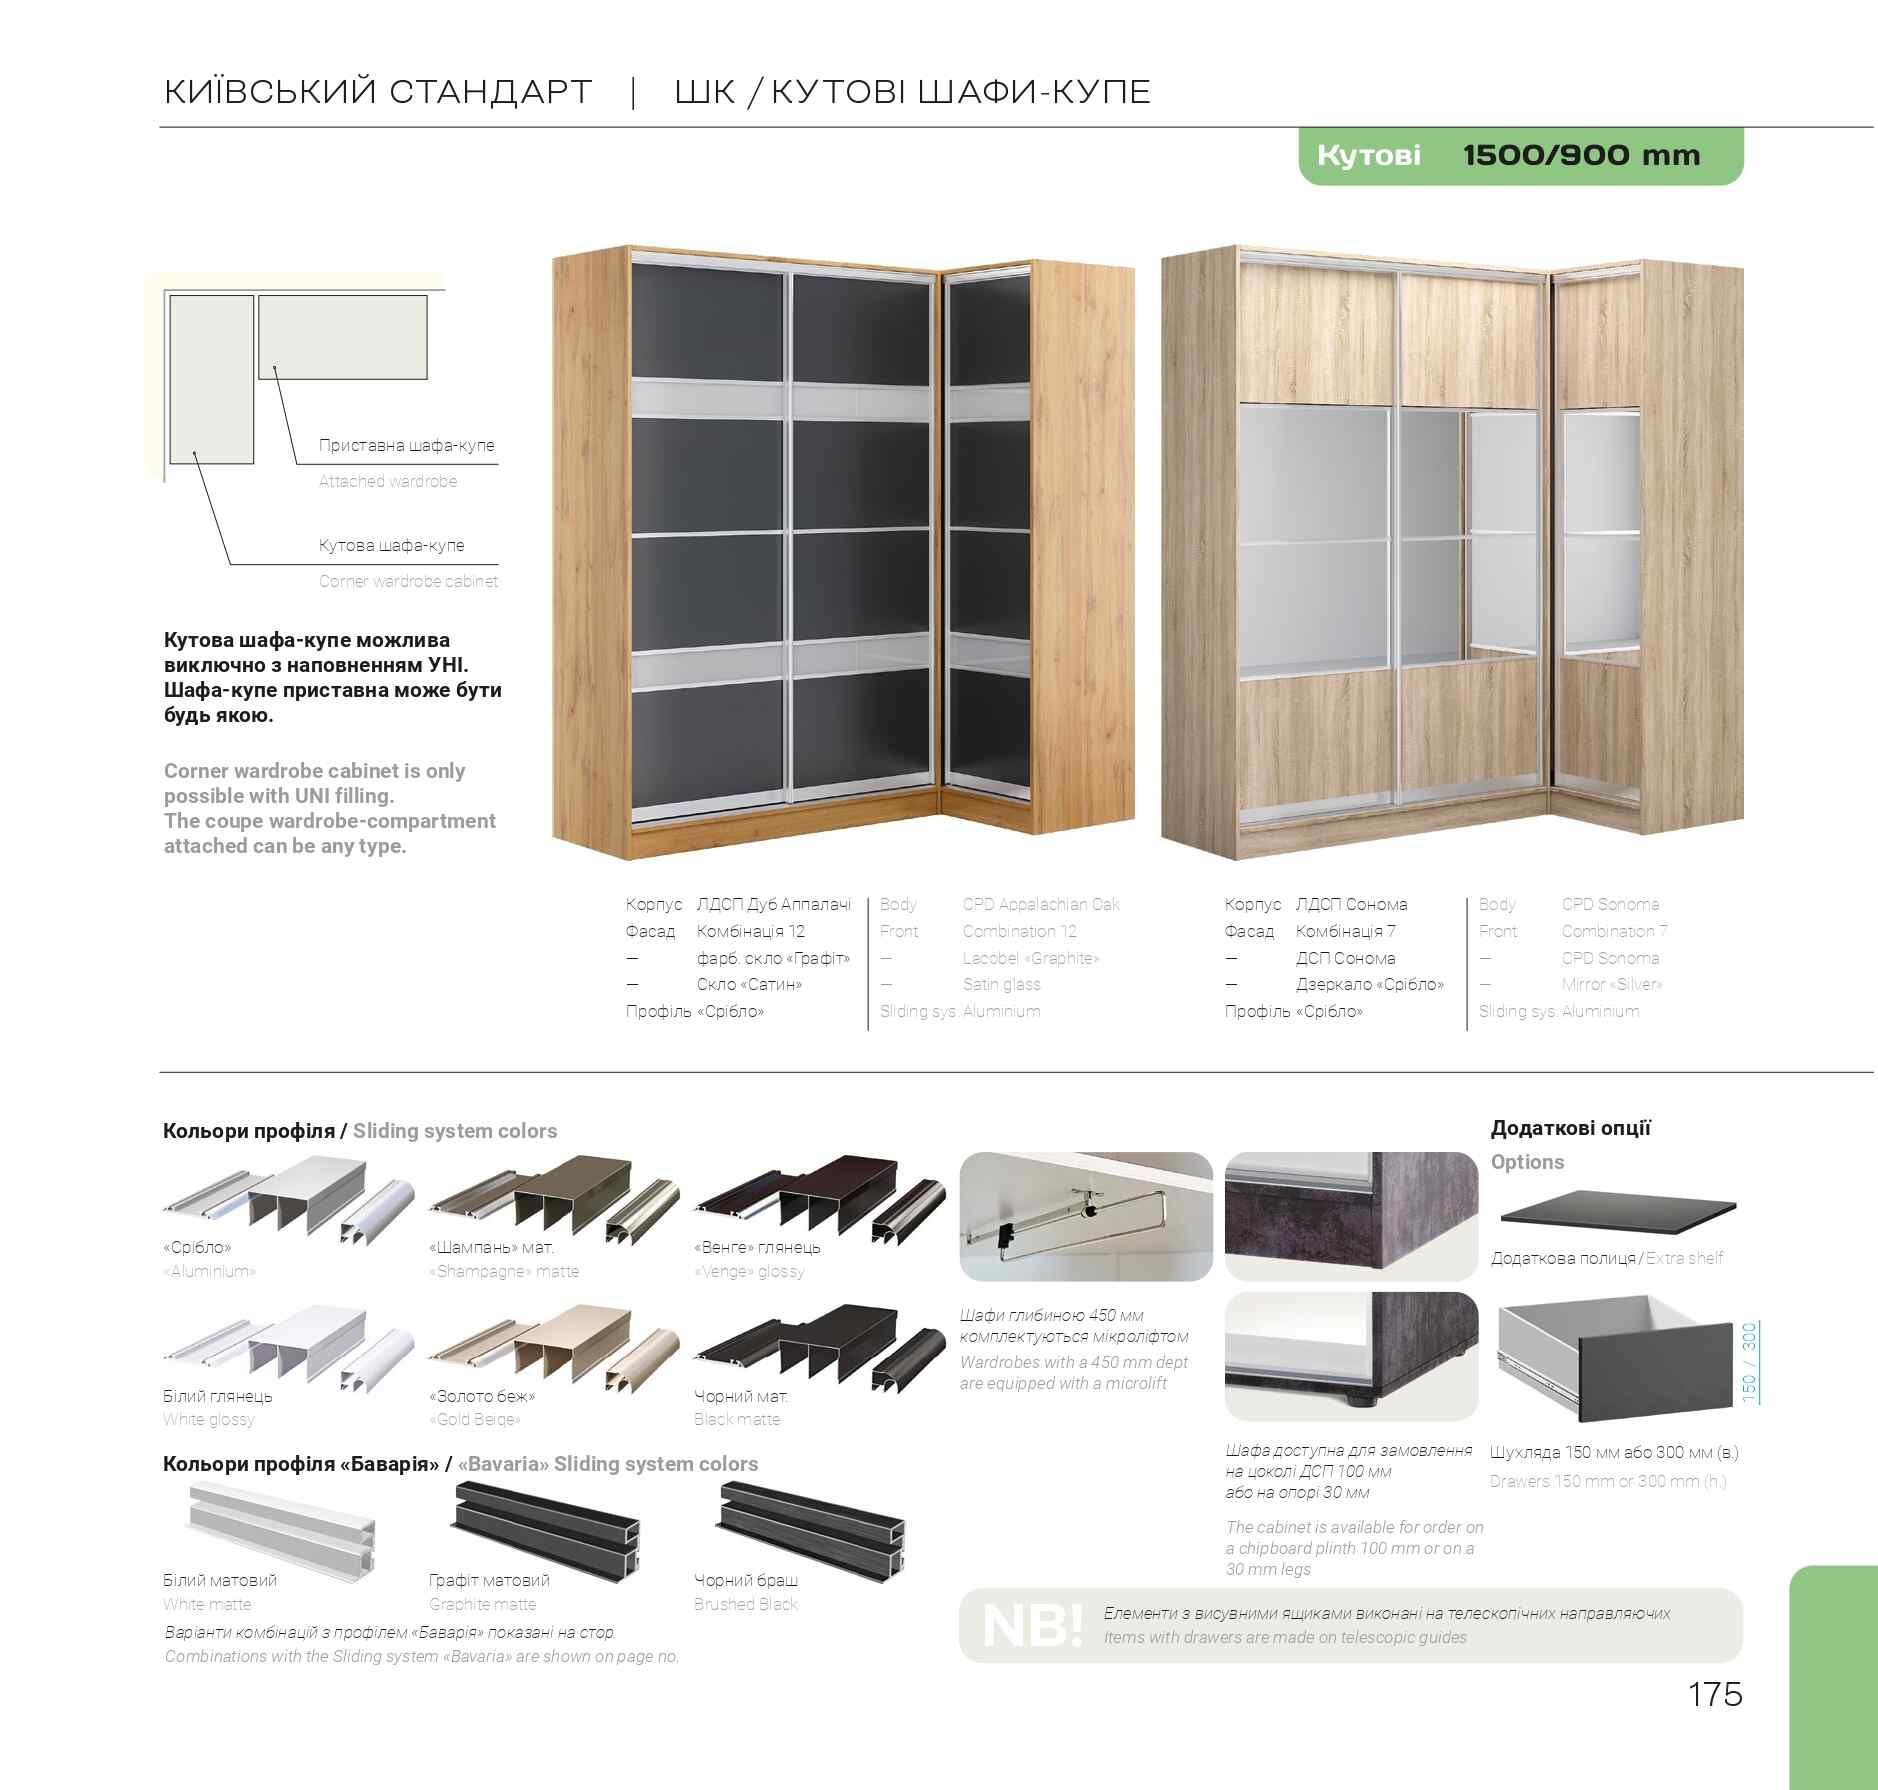 КИЇВСЬКИЙ СТАНДАРТ | ШК / КУТОВІ ШАФИ-КУПЕ
Кутові 1500/900 mm
Приставна шафа-купе
Attached wardrobe
Кутова шафа-купе
Corner wardrobe cabinet
Кутова шафа-купе можлива
виключно з наповненням УНІ.
Шафа-купе приставна може бути
будь якою.
Corner wardrobe cabinet is only
possible with UNI filling.
The coupe wardrobe-compartment
attached can be any type.
Корпус ЛДСП Дуб Аппалачі
Фасад Комбінація 12
— фарб. скло «Графіт»
— Скло «Сатин»
Профіль «Срібло»
Body CPD Appalachian Oak
Front Combination 12
— Lacobel «Graphite»
— Satin glass
Sliding sys. Aluminium
Корпус ЛДСП Сонома
Фасад Комбінація 7
— ДСП Сонома
— Дзеркало «Срібло»
Профіль «Срібло»
Body CPD Sonoma
Front Combination 7
— CPD Sonoma
— Mirror «Silver»
Sliding sys. Aluminium
Кольори профіля / Sliding system colors
«Срібло»
«Aluminium»
«Шампань» мат.
«Shampagne» matte
«Венге» глянець
«Venge» glossy
Білий глянець
White glossy
«Золото беж»
«Gold Beige»
Чорний мат.
Black matte
Кольори профіля «Баварія» / «Bavaria» Sliding system colors
Білий матовий
White matte
Графіт матовий
Graphite matte
Чорний браш
Brushed Black
Варіанти комбінацій з профілем «Баварія» показані на стор.
Combinations with the Sliding system «Bavaria» are shown on page no.
Шафи глибиною 450 мм
комплектуються мікроліфтом
Wardrobes with a 450 mm dept
are equipped with a microlift
Шафа доступна для замовлення
на цоколі ДСП 100 мм
або на опорі 30 мм
The cabinet is available for order on
a chipboard plinth 100 mm or on a
30 mm legs
Додаткові опції
Options
Додаткова полиця / Extra shelf
150 / 300
Шухляда 150 мм або 300 мм (в.)
Drawers 150 mm or 300 mm (h.)
NB!
Елементи з висувними ящиками виконані на телескопічних направляючих
Items with drawers are made on telescopic guides
175